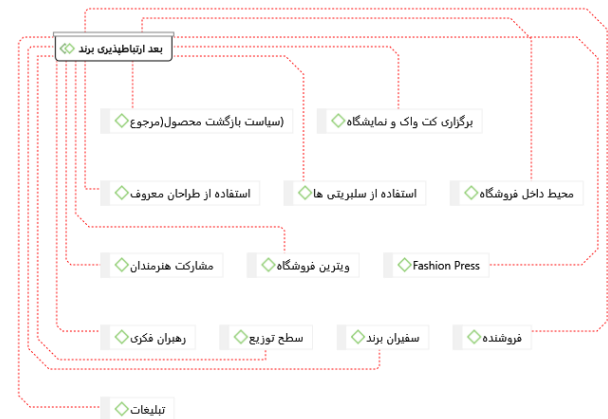 بعد ارتباطپذیری برند
سیاست بازگشت محصول(مرجوع)
برگزاری کت واک و نمایشگاه
محیط داخل فروشگاه
استفاده از سلبریتی ها
استفاده از طراحان معروف
Fashion Press
ویترین فروشگاه
مشارکت هنرمندان
فروشنده
سفیران برند
سطح توزیع
رهبران فکری
تبلیغات